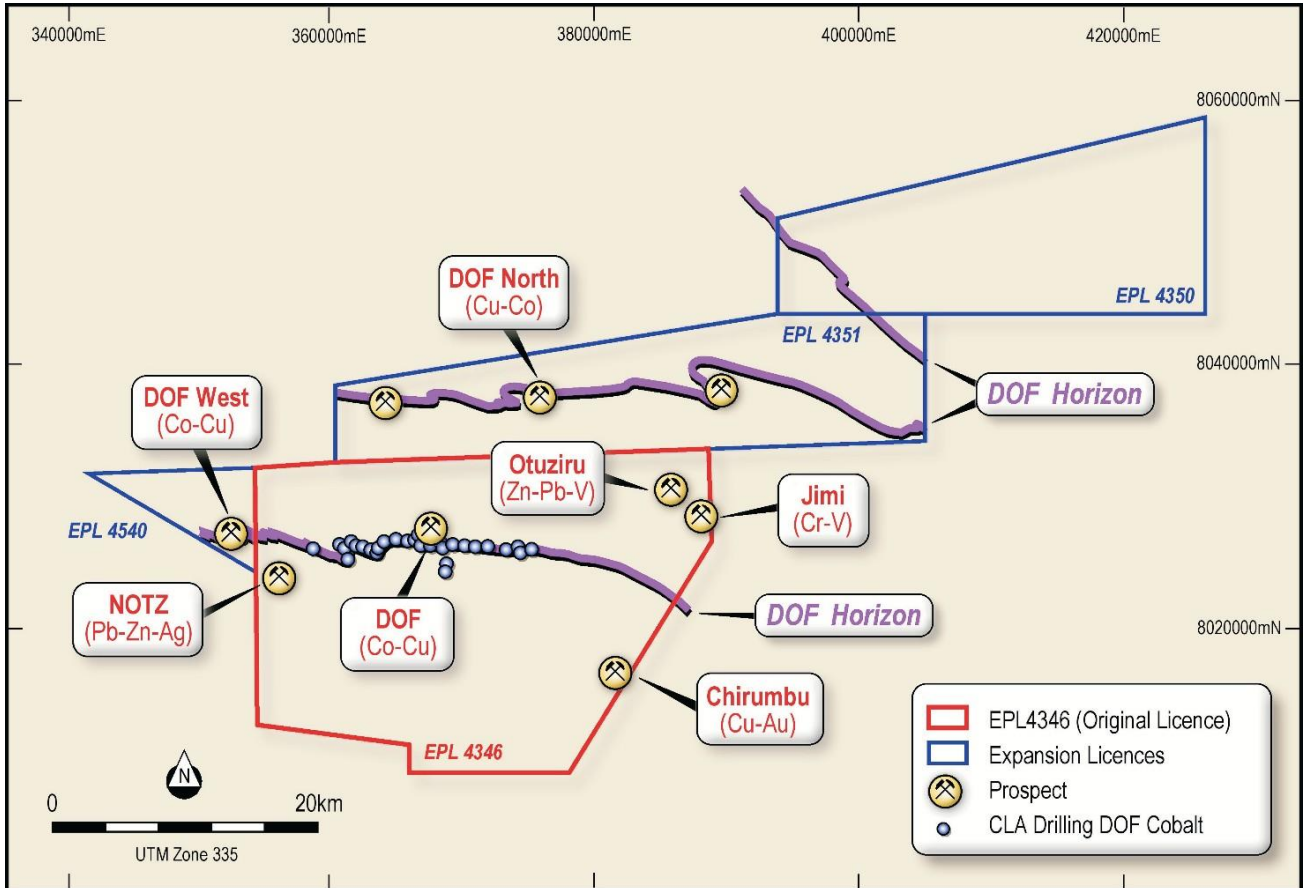 340000mE
360000mE
380000mE
400000mE
420000mE
8060000mN
DOF North
(Cu-Co)
EPL 4350
EPL 4351
8040000mN
DOF West
(Co-Cu)
DOF Horizon
Otuziru
(Zn-Pb-V)
Jimi
(Cr-V)
EPL 4540
NOTZ
(Pb-Zn-Ag)
DOF
(Co-Cu)
DOF Horizon
8020000mN
Chirumbu
(Cu-Au)
EPL 4346
N
0
20km
UTM Zone 335
EPL4346 (Original Licence)
Expansion Licences
Prospect
CLA Drilling DOF Cobalt